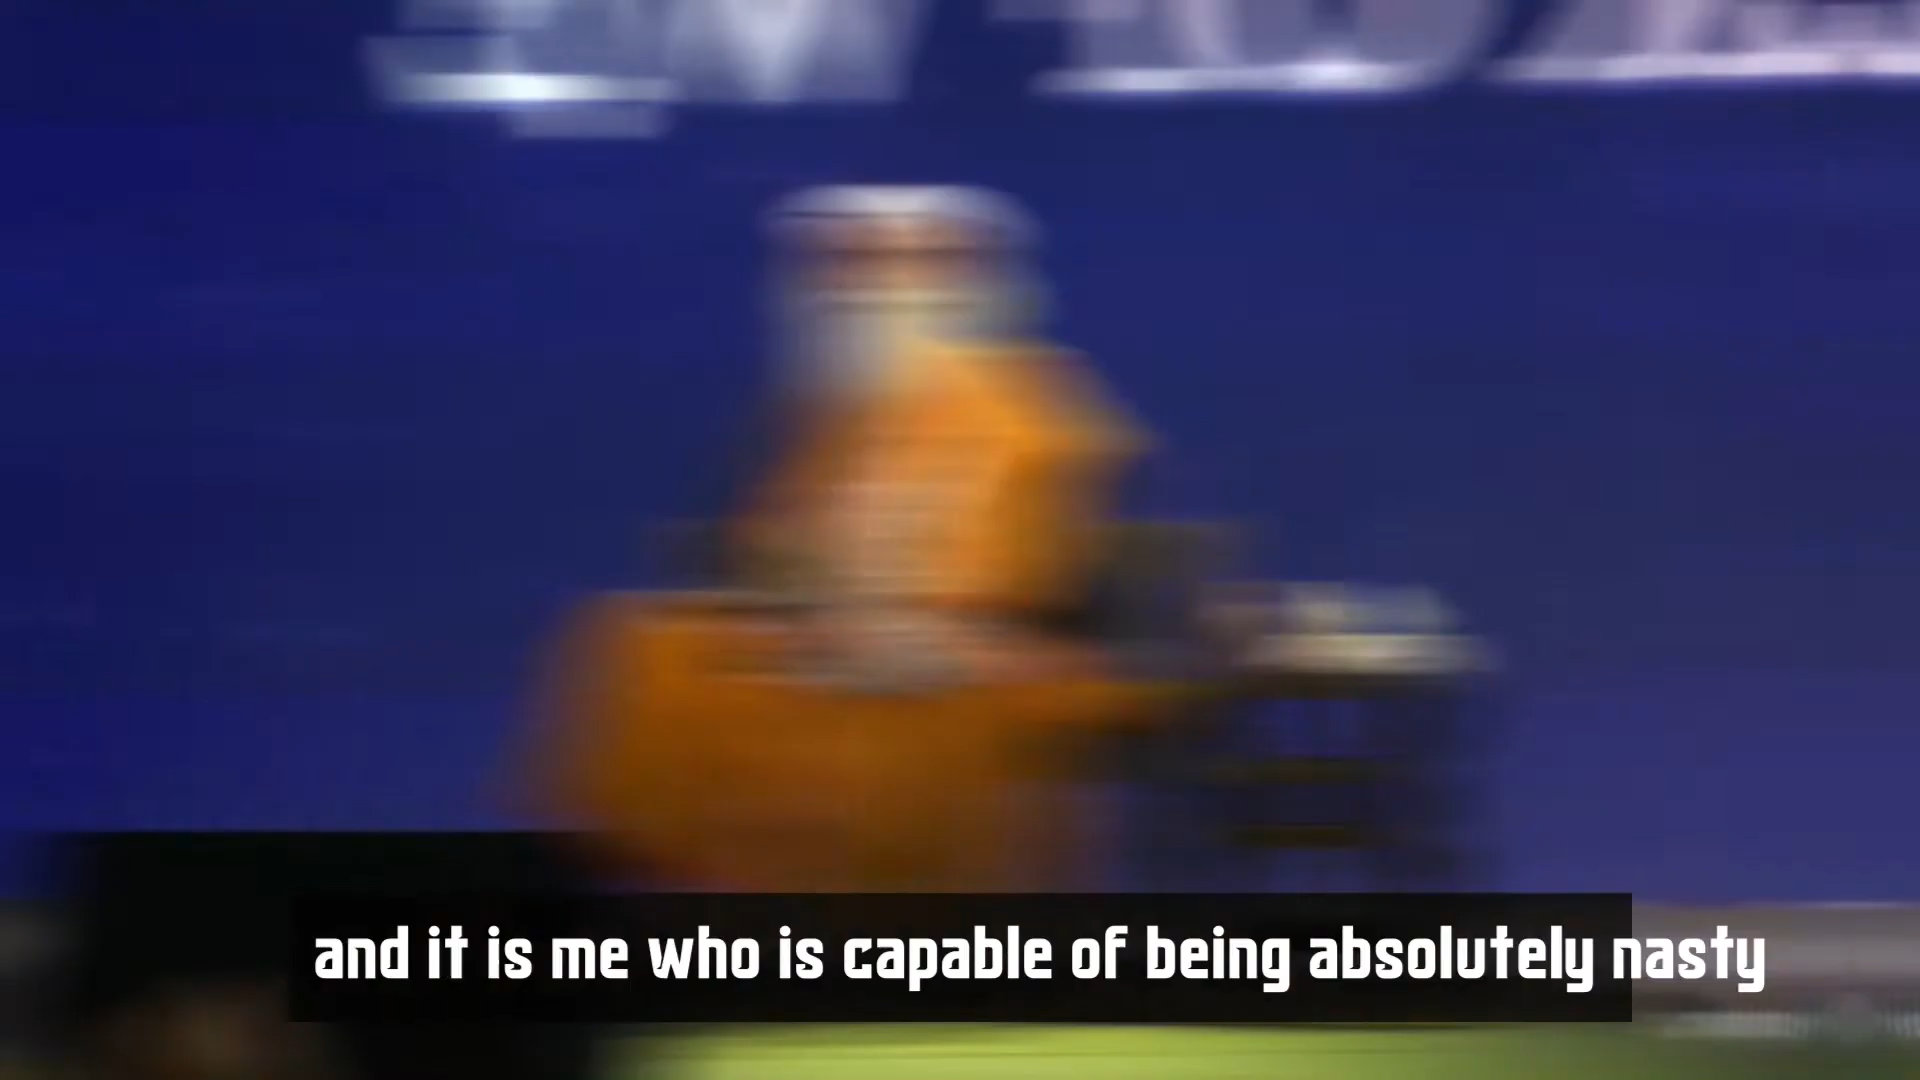 and it is me who is capable of being absolutely nasty